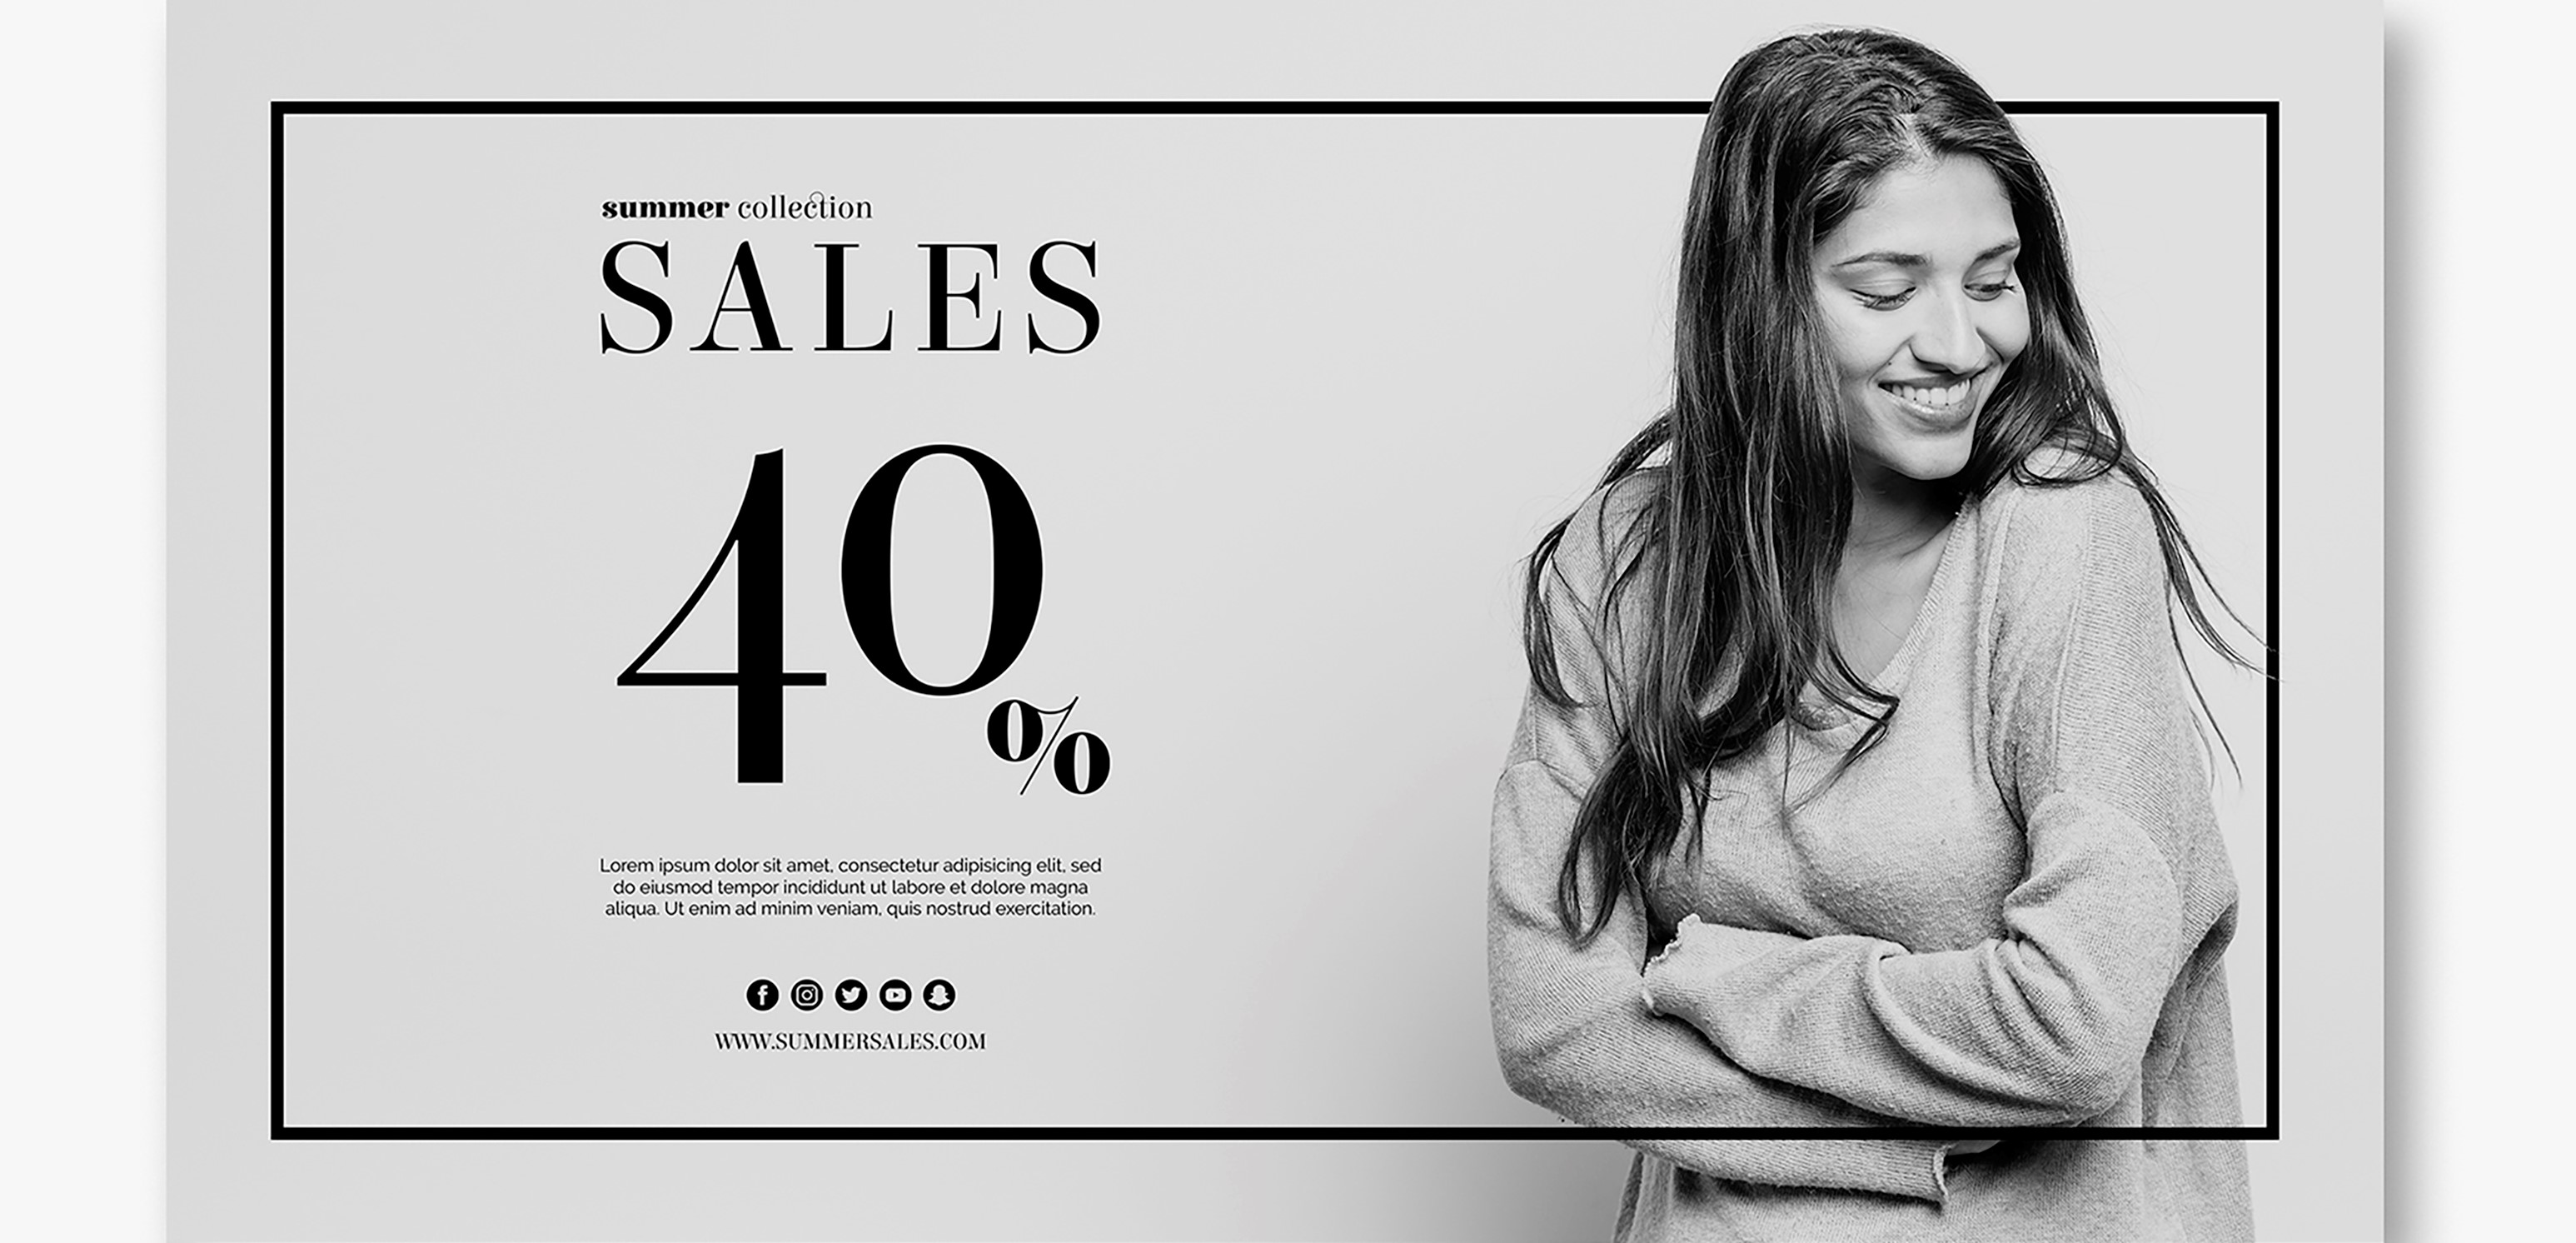 summer collection
SALES
40%
Lorem ipsum dolor sit amet, consectetur adipisicing elit, sed
do eiusmod tempor incididunt ut labore et dolore magna
aliqua. Ut enim ad minim veniam, quis nostrud exercitation.
WWW.SUMMERSALES.COM